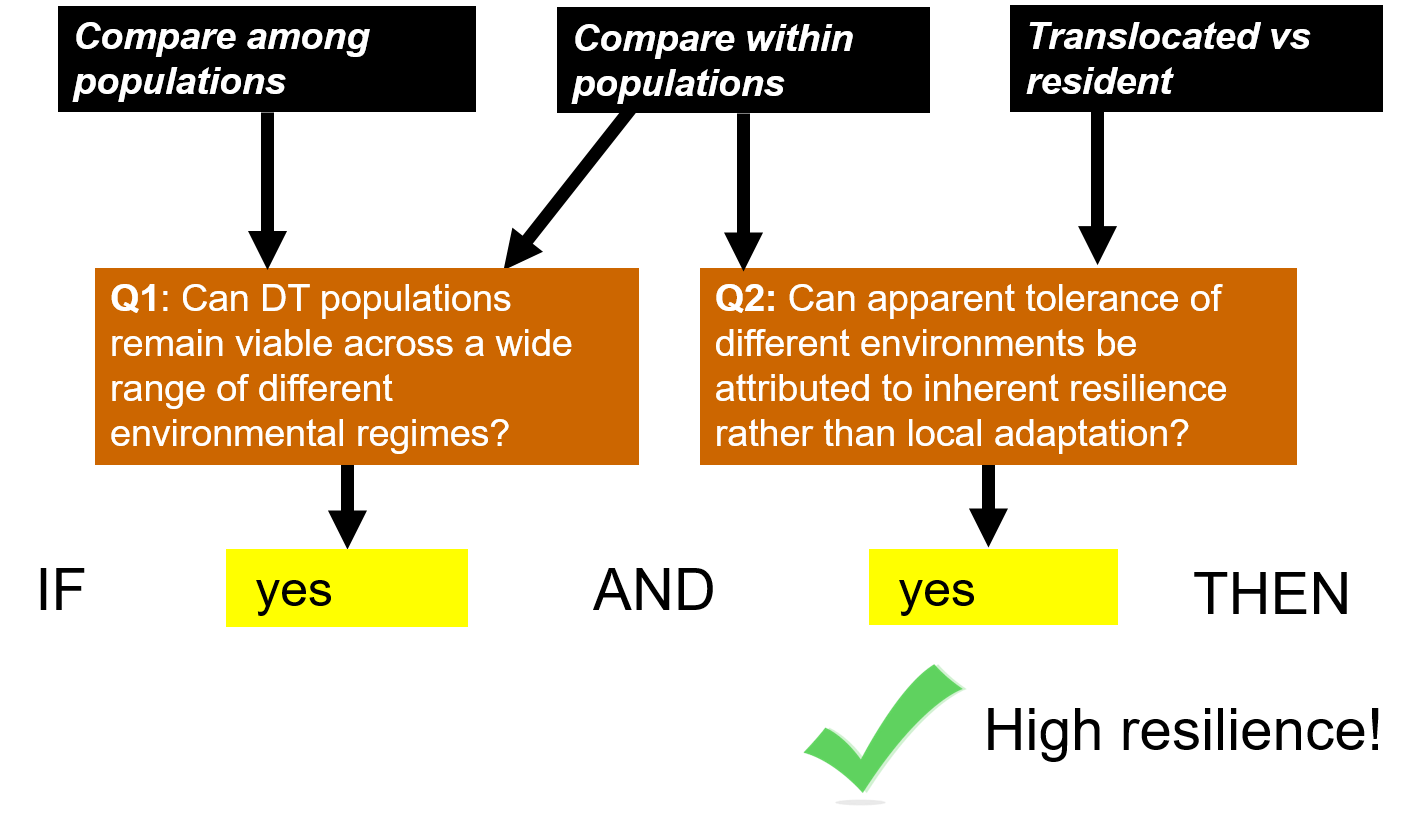 Compare among
populations
Compare within
populations
Translocated vs
resident
Q1: Can DT populations
remain viable across a wide
range of different
environmental regimes?
Q2: Can apparent tolerance of
different environments be
attributed to inherent resilience
rather than local adaptation?
IF
yes
AND
yes
THEN
High resilience!